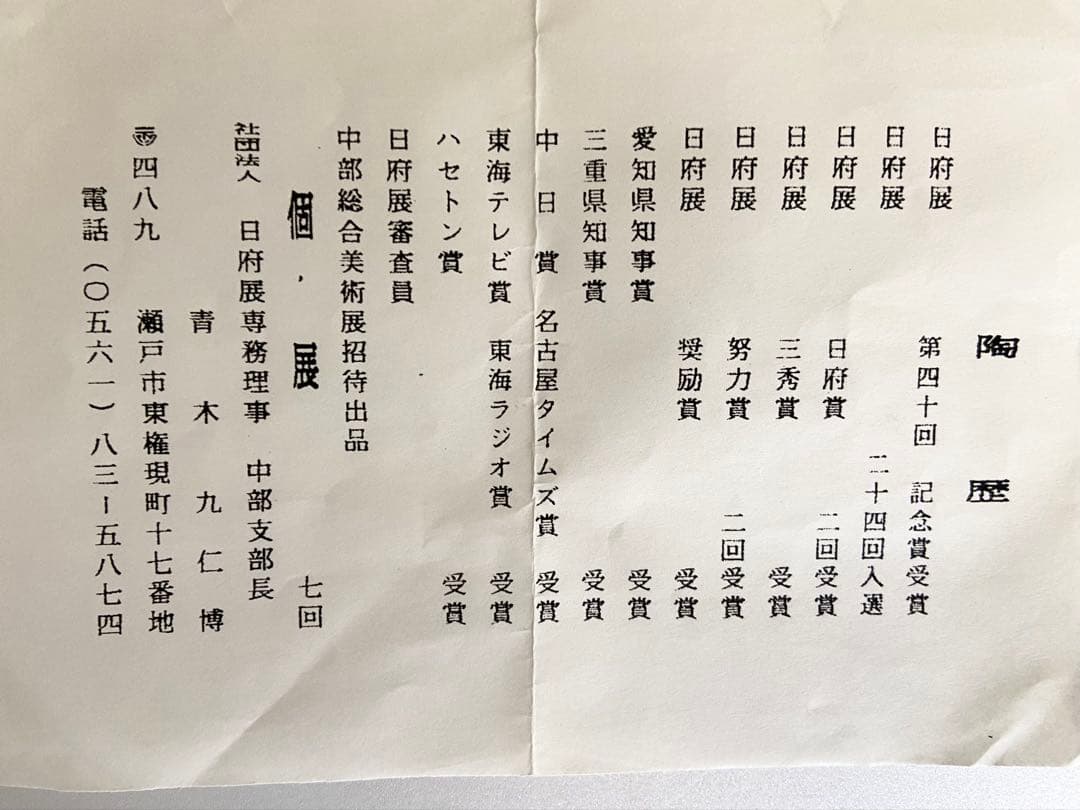 陶歴
日府展 第四十回 記念賞受賞
日府展 二十四回入選
日府展 日府賞 二回受賞
日府展 三秀賞 受賞
日府展 努力賞 二回受賞
日府展 奨励賞 受賞
愛知県知事賞 受賞
三重県知事賞 受賞
中日賞 名古屋タイムズ賞 受賞
東海テレビ賞 東海ラジオ賞 受賞
ハセトン賞 受賞
日府展審査員
中部総合美術展招待出品
個展 七回
社団法人 日府展専務理事 中部支部長
青木九仁博
四八九 瀬戸市東権現町十七番地
電話(〇五六一)八三ー五八七四